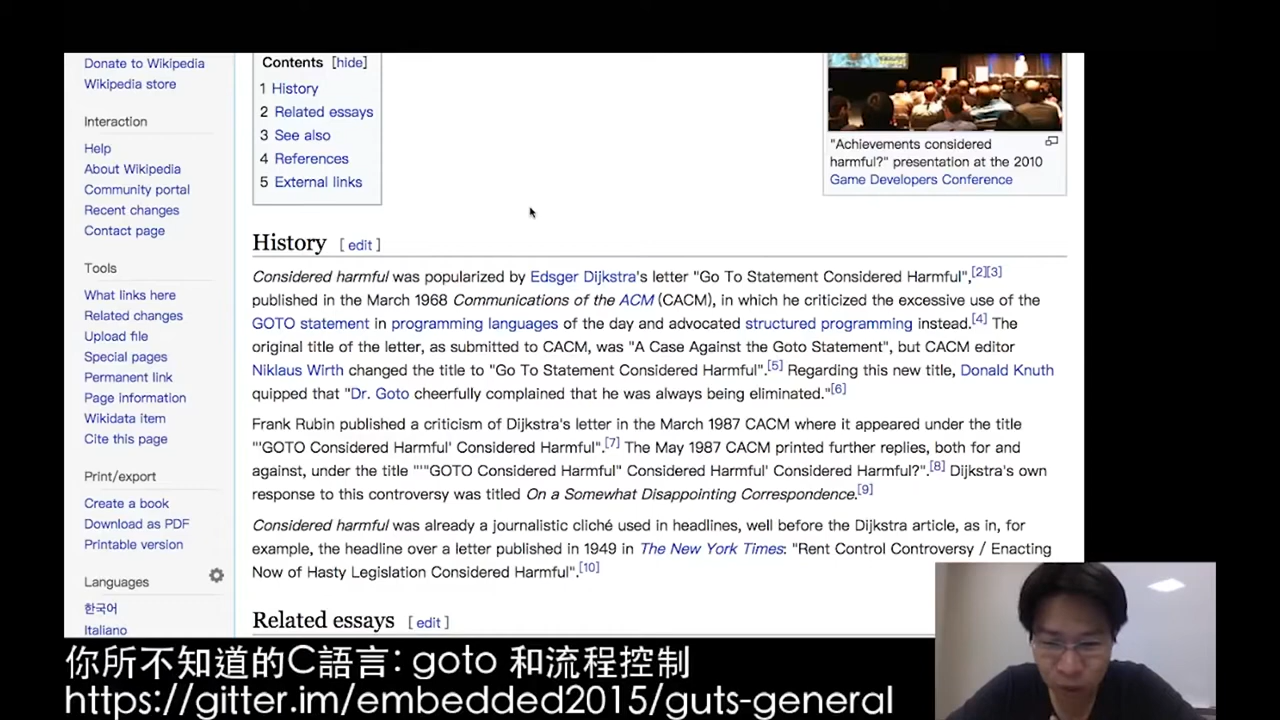 Donate to Wikipedia
Wikipedia store
Interaction
Help
About Wikipedia
Community portal
Recent changes
Contact page
Tools
What links here
Related changes
Upload file
Special pages
Permanent link
Page information
Wikidata item
Cite this page
Print/export
Create a book
Download as PDF
Printable version
Languages
한국어
Italiano
Contents [hide]
1 History
2 Related essays
3 See also
4 References
5 External links
"Achievements considered
harmful?" presentation at the 2010
Game Developers Conference
History [ edit ]
Considered harmful was popularized by Edsger Dijkstra's letter "Go To Statement Considered Harmful",[2][3]
published in the March 1968 Communications of the ACM (CACM), in which he criticized the excessive use of the
GOTO statement in programming languages of the day and advocated structured programming instead.[4] The
original title of the letter, as submitted to CACM, was "A Case Against the Goto Statement", but CACM editor
Niklaus Wirth changed the title to "Go To Statement Considered Harmful".[5] Regarding this new title, Donald Knuth
quipped that "Dr. Goto cheerfully complained that he was always being eliminated."[6]
Frank Rubin published a criticism of Dijkstra's letter in the March 1987 CACM where it appeared under the title
"'GOTO Considered Harmful' Considered Harmful".[7] The May 1987 CACM printed further replies, both for and
against, under the title "'"GOTO Considered Harmful" Considered Harmful' Considered Harmful?".[8] Dijkstra's own
response to this controversy was titled On a Somewhat Disappointing Correspondence.[9]
Considered harmful was already a journalistic cliché used in headlines, well before the Dijkstra article, as in, for
example, the headline over a letter published in 1949 in The New York Times: "Rent Control Controversy / Enacting
Now of Hasty Legislation Considered Harmful".[10]
Related essays [ edit ]
你所不知道的C語言: goto 和流程控制
https://gitter.im/embedded2015/guts-general